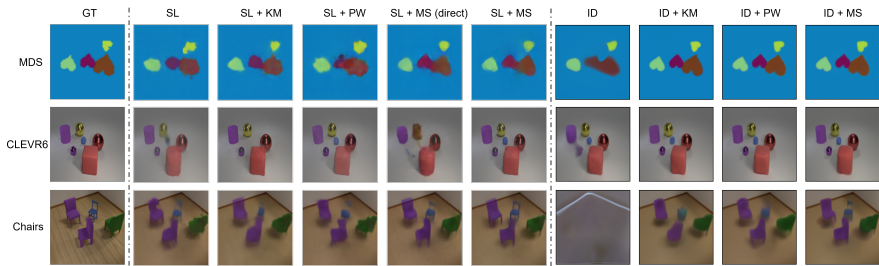 GT SL SL + KM SL + PW SL + MS (direct) SL + MS ID ID + KM ID + PW ID + MS
MDS
CLEVR6
Chairs